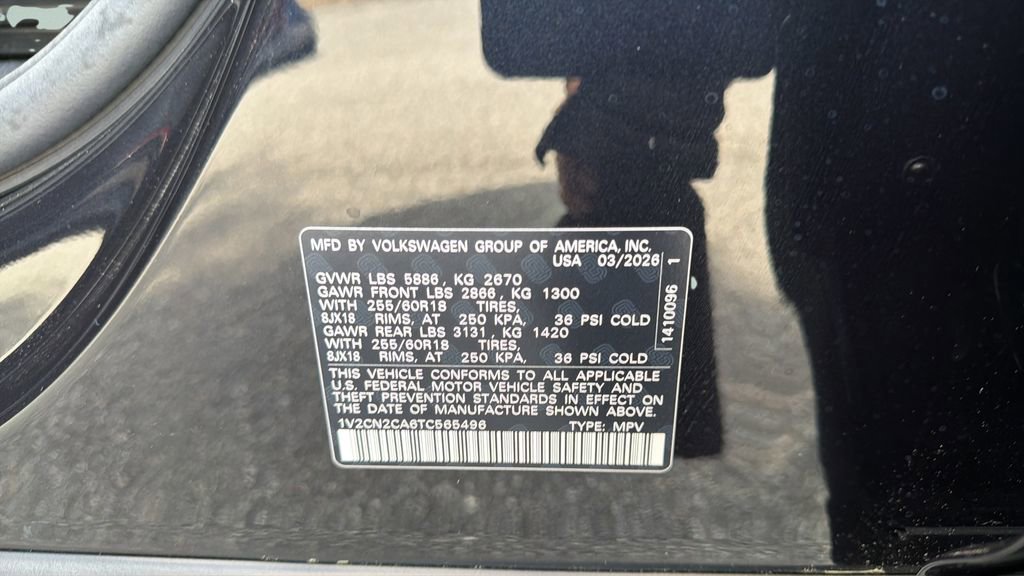 MFD BY VOLKSWAGEN GROUP OF AMERICA, INC.
USA 03/2026
GVWR LBS 5886, KG 2670
GAWR FRONT LBS 2866, KG 1300
WITH 255/60R18 TIRES,
8JX18 RIMS, AT 250 KPA, 36 PSI COLD
GAWR REAR LBS 3131, KG 1420
WITH 255/60R18 TIRES,
8JX18 RIMS, AT 250 KPA, 36 PSI COLD
1410096 1
THIS VEHICLE CONFORMS TO ALL APPLICABLE
U.S. FEDERAL MOTOR VEHICLE SAFETY AND
THEFT PREVENTION STANDARDS IN EFFECT ON
THE DATE OF MANUFACTURE SHOWN ABOVE.
1V2CN2CA6TC565496 TYPE: MPV